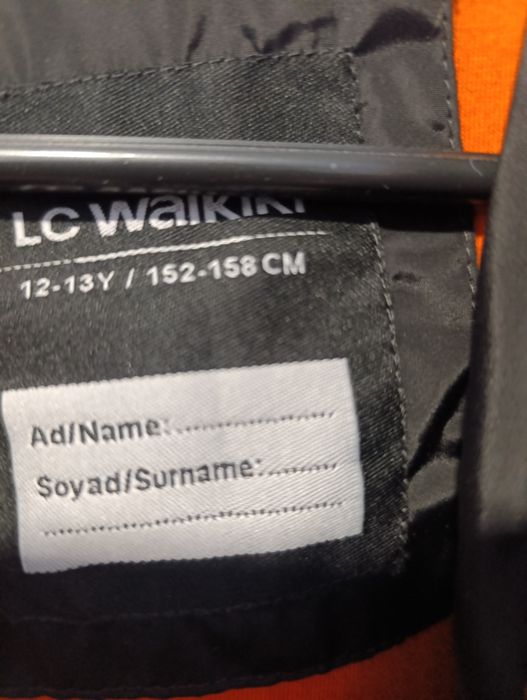 LC Waikiki
12-13Y / 152-158 CM
Ad/Name:....................
Soyad/Surname:..........
........................................